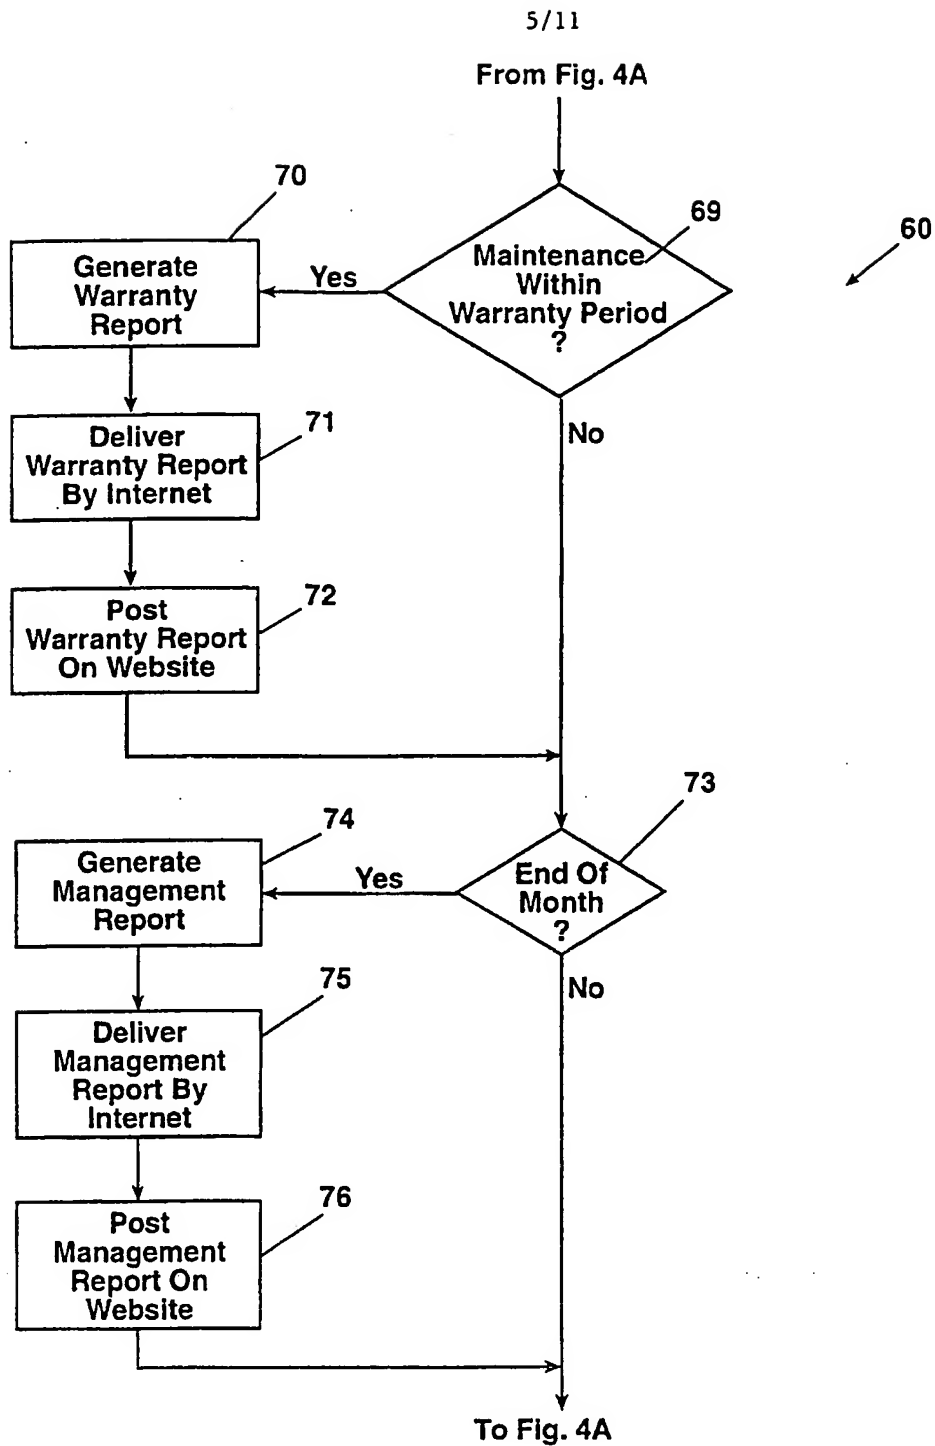 5/11
From Fig. 4A
70
69
60
Maintenance
Within
Warranty Period
?
Yes
Generate
Warranty
Report
71
No
Deliver
Warranty Report
By Internet
72
Post
Warranty Report
On Website
73
74
End Of
Month
?
Yes
Generate
Management
Report
75
No
Deliver
Management
Report By
Internet
76
Post
Management
Report On
Website
To Fig. 4A